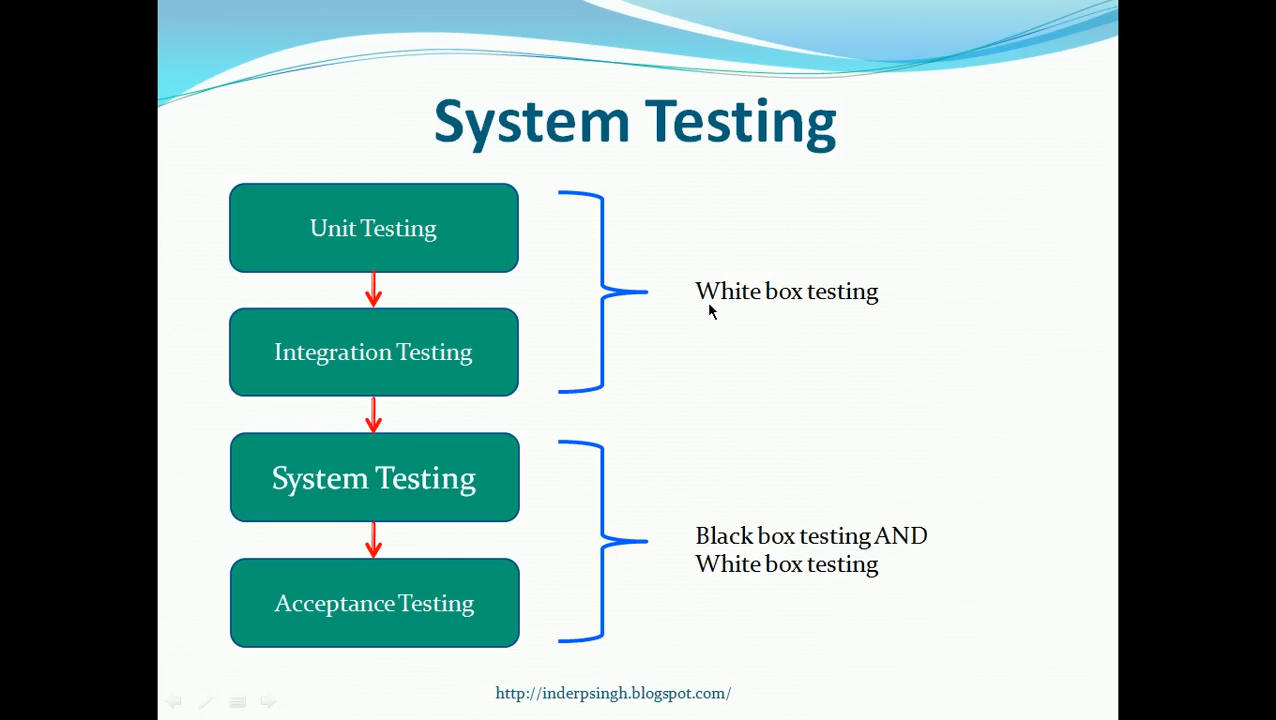 System Testing
Unit Testing
White box testing
Integration Testing
System Testing
Black box testing AND
White box testing
Acceptance Testing
http://inderpsingh.blogspot.com/